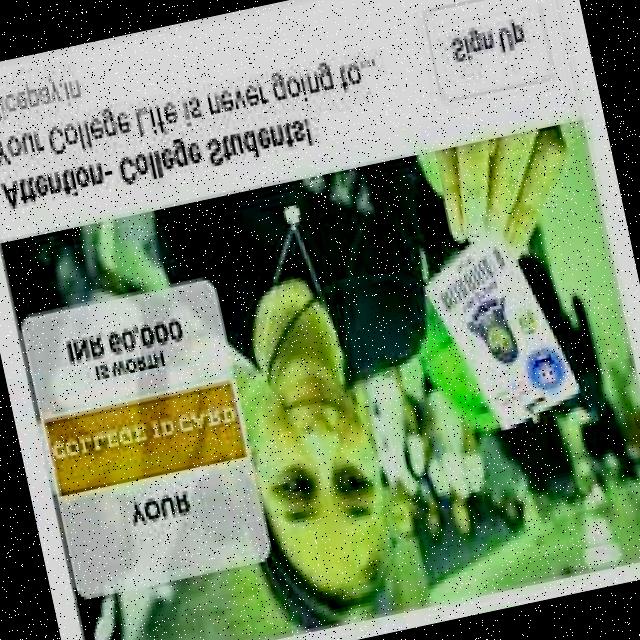 YOUR
COLLEGE ID CARD
IS WORTH
INR 60,000
Attention- College Students!
Your College Life is never going to...
Sign Up